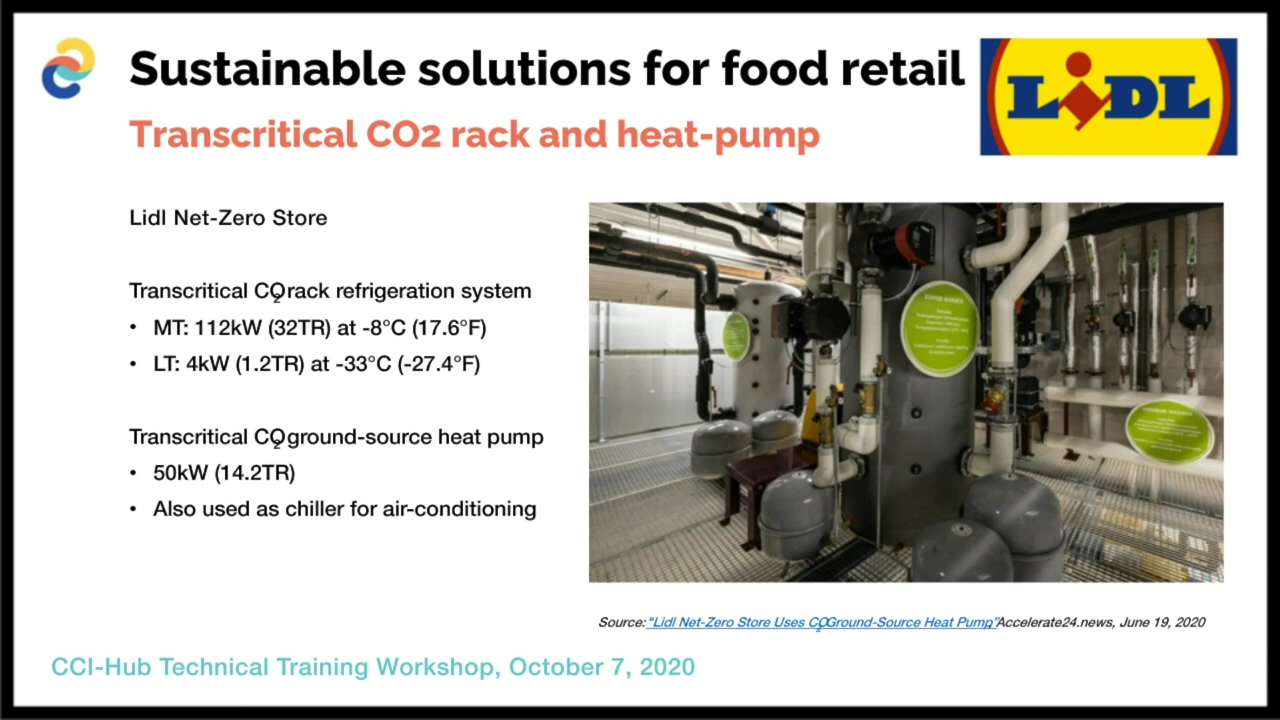 Sustainable solutions for food retail
LiDL
Transcritical CO2 rack and heat-pump
Lidl Net-Zero Store
Transcritical CO2 rack refrigeration system
• MT: 112kW (32TR) at -8°C (17.6°F)
• LT: 4kW (1.2TR) at -33°C (-27.4°F)
Transcritical CO2 ground-source heat pump
• 50kW (14.2TR)
• Also used as chiller for air-conditioning
Source: “Lidl Net-Zero Store Uses CO2 Ground-Source Heat Pump,” Accelerate24.news, June 19, 2020
CCI-Hub Technical Training Workshop, October 7, 2020